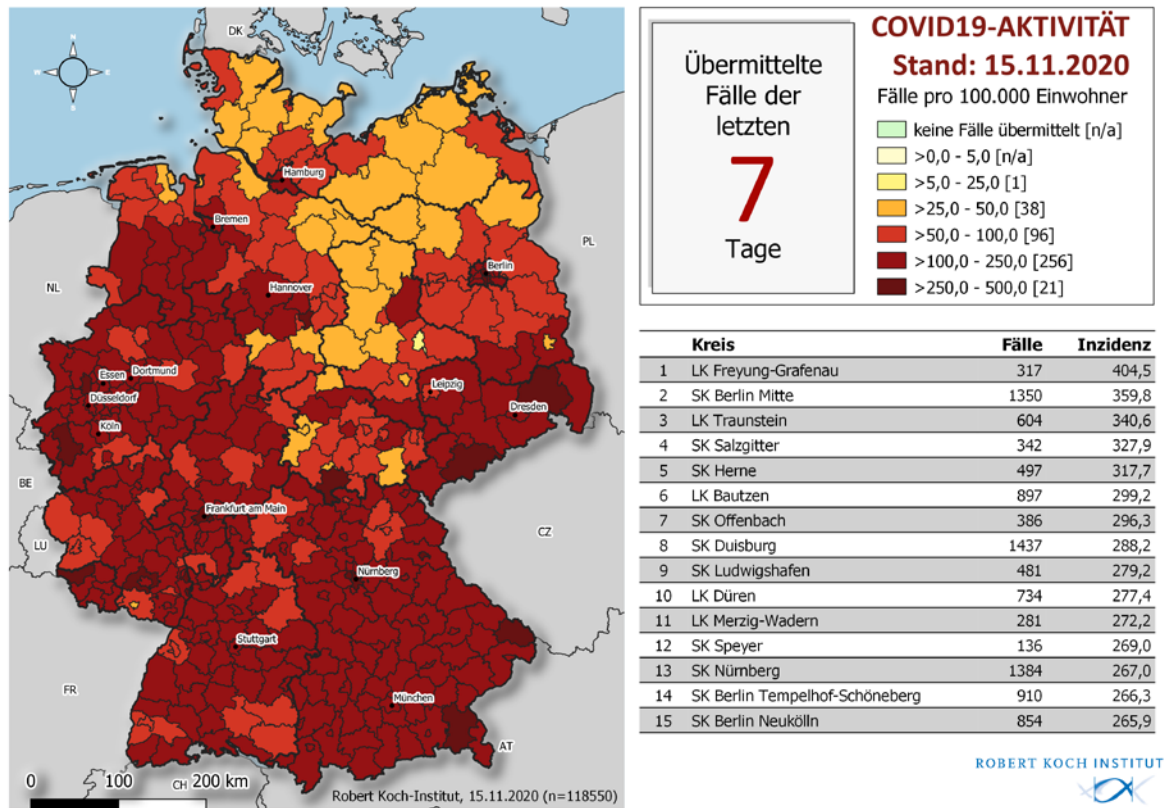 DK
N
W
E
S
Hamburg
Bremen
PL
Berlin
NL
Hannover
Essen
Dortmund
Düsseldorf
Leipzig
Dresden
Köln
BE
Frankfurt am Main
LU
CZ
Nürnberg
Stuttgart
FR
München
AT
CH
0 100 200 km
Robert Koch-Institut, 15.11.2020 (n=118550)
Übermittelte
Fälle der
letzten
7
Tage
COVID19-AKTIVITÄT
Stand: 15.11.2020
Fälle pro 100.000 Einwohner
keine Fälle übermittelt [n/a]
>0,0 - 5,0 [n/a]
>5,0 - 25,0 [1]
>25,0 - 50,0 [38]
>50,0 - 100,0 [96]
>100,0 - 250,0 [256]
>250,0 - 500,0 [21]
Kreis Fälle Inzidenz
1 LK Freyung-Grafenau 317 404,5
2 SK Berlin Mitte 1350 359,8
3 LK Traunstein 604 340,6
4 SK Salzgitter 342 327,9
5 SK Herne 497 317,7
6 LK Bautzen 897 299,2
7 SK Offenbach 386 296,3
8 SK Duisburg 1437 288,2
9 SK Ludwigshafen 481 279,2
10 LK Düren 734 277,4
11 LK Merzig-Wadern 281 272,2
12 SK Speyer 136 269,0
13 SK Nürnberg 1384 267,0
14 SK Berlin Tempelhof-Schöneberg 910 266,3
15 SK Berlin Neukölln 854 265,9
ROBERT KOCH INSTITUT